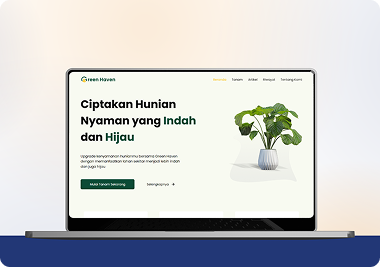 Green Haven
Beranda Tanam Artikel Menjual Tentang Kami
Ciptakan Hunian
Nyaman yang Indah
dan Hijau
Upgrade kenyamanan hunianmu bersama Green Haven
dengan memanfaatkan lahan sekitar menjadi lebih indah
dan juga hijau
Mulai Tanam Sekarang
Selengkapnya